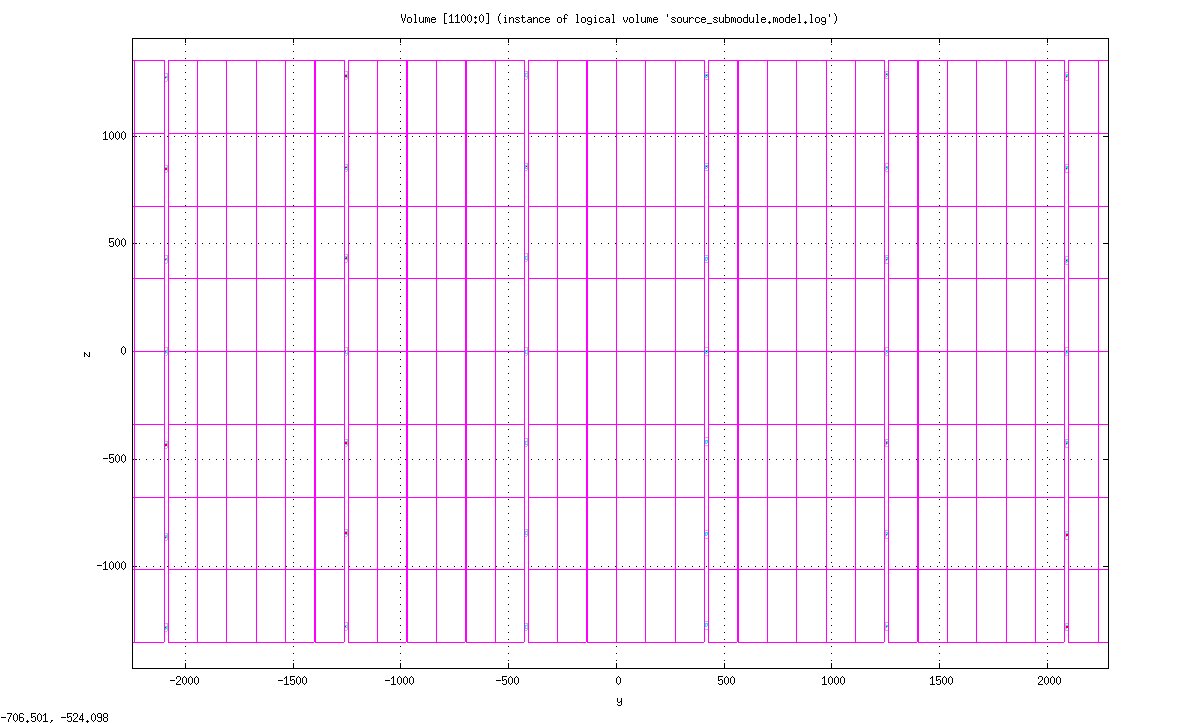 Volume [1100:0] (instance of logical volume 'source_submodule.model.log')
1000
500
0
-500
-1000
z
-2000 -1500 -1000 -500 0 500 1000 1500 2000
y
-706.501, -524.098